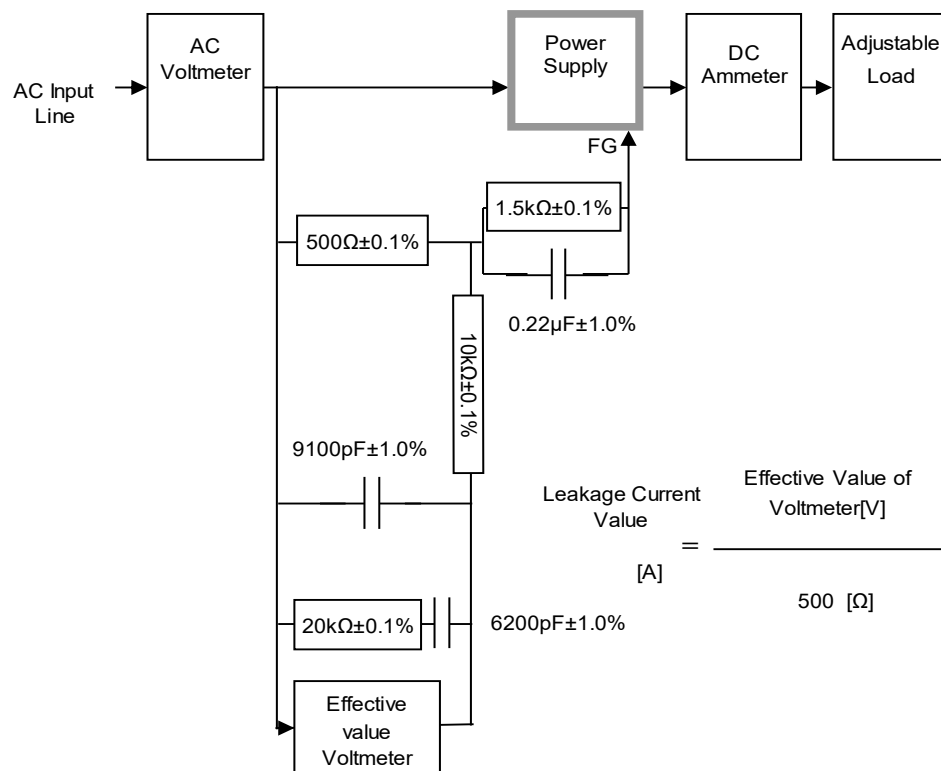 AC
Voltmeter
Power
Supply
DC
Ammeter
Adjustable
Load
AC Input
Line
FG
1.5kΩ±0.1%
500Ω±0.1%
0.22µF±1.0%
10kΩ±0.1%
9100pF±1.0%
Leakage Current
Value
[A]
=
Effective Value of
Voltmeter[V]
500 [Ω]
20kΩ±0.1%
6200pF±1.0%
Effective
value
Voltmeter